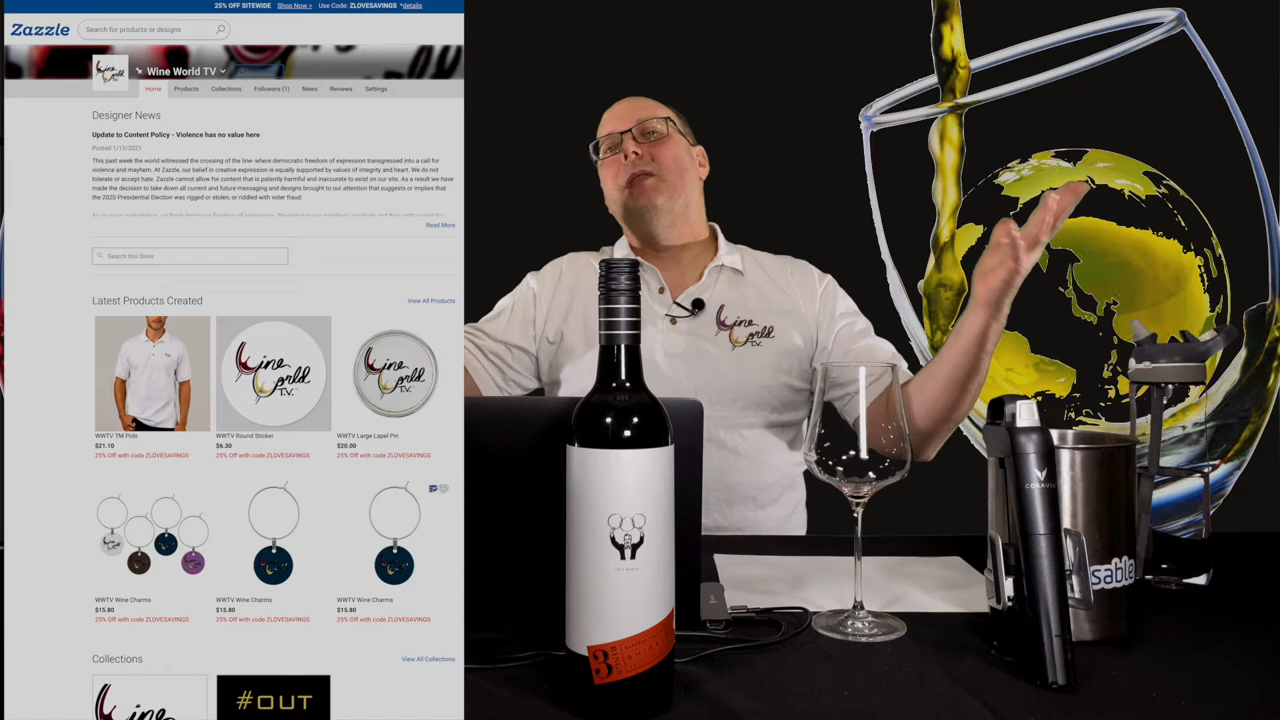 25% OFF SITEWIDE Shop Now > Use Code: ZLOVESAVINGS *details
Zazzle
Search for products or designs
Wine World TV
Home Products Collections Followers (1) News Reviews Settings
Designer News
Update to Content Policy - Violence has no value here
Posted 1/12/2021
This past week the world witnessed the crossing of the line- where democratic freedom of expression transgressed into a call for
violence and mayhem. At Zazzle, our belief in creative expression is equally supported by values of integrity and heart. We do not
tolerate or accept hate. Zazzle cannot allow for content that is patently harmful and inaccurate to exist on our site. As a result we have
made the decision to take down all current and future messaging and designs brought to our attention that suggests or implies that
the 2020 Presidential Election was rigged or stolen, or riddled with voter fraud.
Read More
Search this Store
Latest Products Created
View All Products
Wine World T.V.
Wine World T.V.
WWTV TM Polo
WWTV Round Sticker
WWTV Large Lapel Pin
$21.10
$6.30
$20.00
25% Off with code ZLOVESAVINGS
25% Off with code ZLOVESAVINGS
25% Off with code ZLOVESAVINGS
WWTV Wine Charms
WWTV Wine Charms
WWTV Wine Charms
$15.80
$15.80
$15.80
25% Off with code ZLOVESAVINGS
25% Off with code ZLOVESAVINGS
25% Off with code ZLOVESAVINGS
Collections
View All Collections
#OUT
Wine World T.V.
3
RINGS
SHIRAZ
CORAVIN
sable